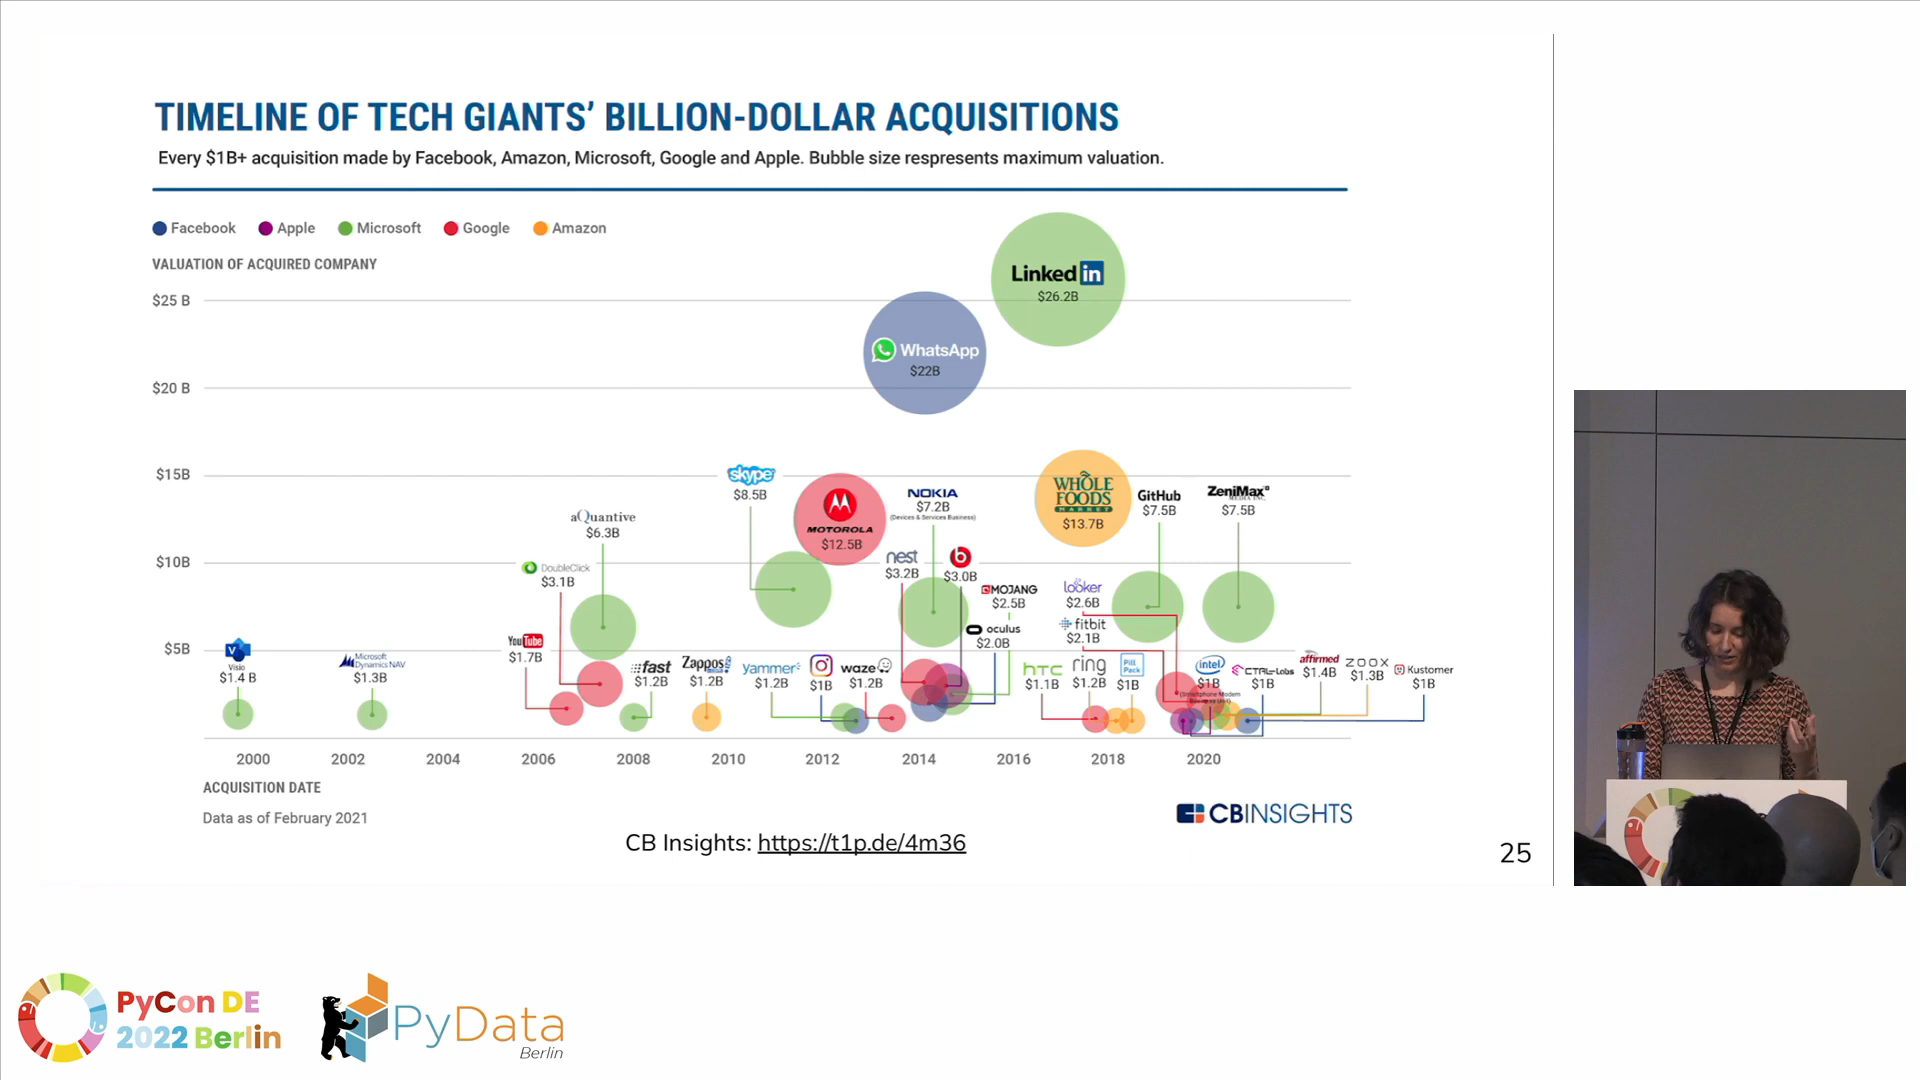 TIMELINE OF TECH GIANTS’ BILLION-DOLLAR ACQUISITIONS
Every $1B+ acquisition made by Facebook, Amazon, Microsoft, Google and Apple. Bubble size respresents maximum valuation.
Facebook Apple Microsoft Google Amazon
VALUATION OF ACQUIRED COMPANY
$25 B
$20 B
$15B
$10B
$5B
Linked in
$26.2B
WhatsApp
$22B
skype
$8.5B
MOTOROLA
$12.5B
NOKIA
$7.2B
(Devices & Services Business)
WHOLE
FOODS
MARKET
$13.7B
GitHub
$7.5B
ZeniMax
MEDIA INC.
$7.5B
aQuantive
$6.3B
DoubleClick
$3.1B
nest
$3.2B
b
$3.0B
MOJANG
$2.5B
oculus
$2.0B
looker
$2.6B
fitbit
$2.1B
V
Visio
$1.4 B
Microsoft
Dynamics NAV
$1.3B
YouTube
$1.7B
fast
$1.2B
Zappos
$1.2B
yammer
$1.2B
$1B
waze
$1.2B
hTC
$1.1B
ring
$1.2B
Pill
Pack
$1B
intel
$1B
(Smartphone Modem
CTRL-Labs
$1B
affirmed
$1.4B
ZOOX
$1.3B
Kustomer
$1B
2000 2002 2004 2006 2008 2010 2012 2014 2016 2018 2020
ACQUISITION DATE
Data as of February 2021
CBINSIGHTS
CB Insights: https://t1p.de/4m36
25
PyCon DE
2022 Berlin
PyData
Berlin